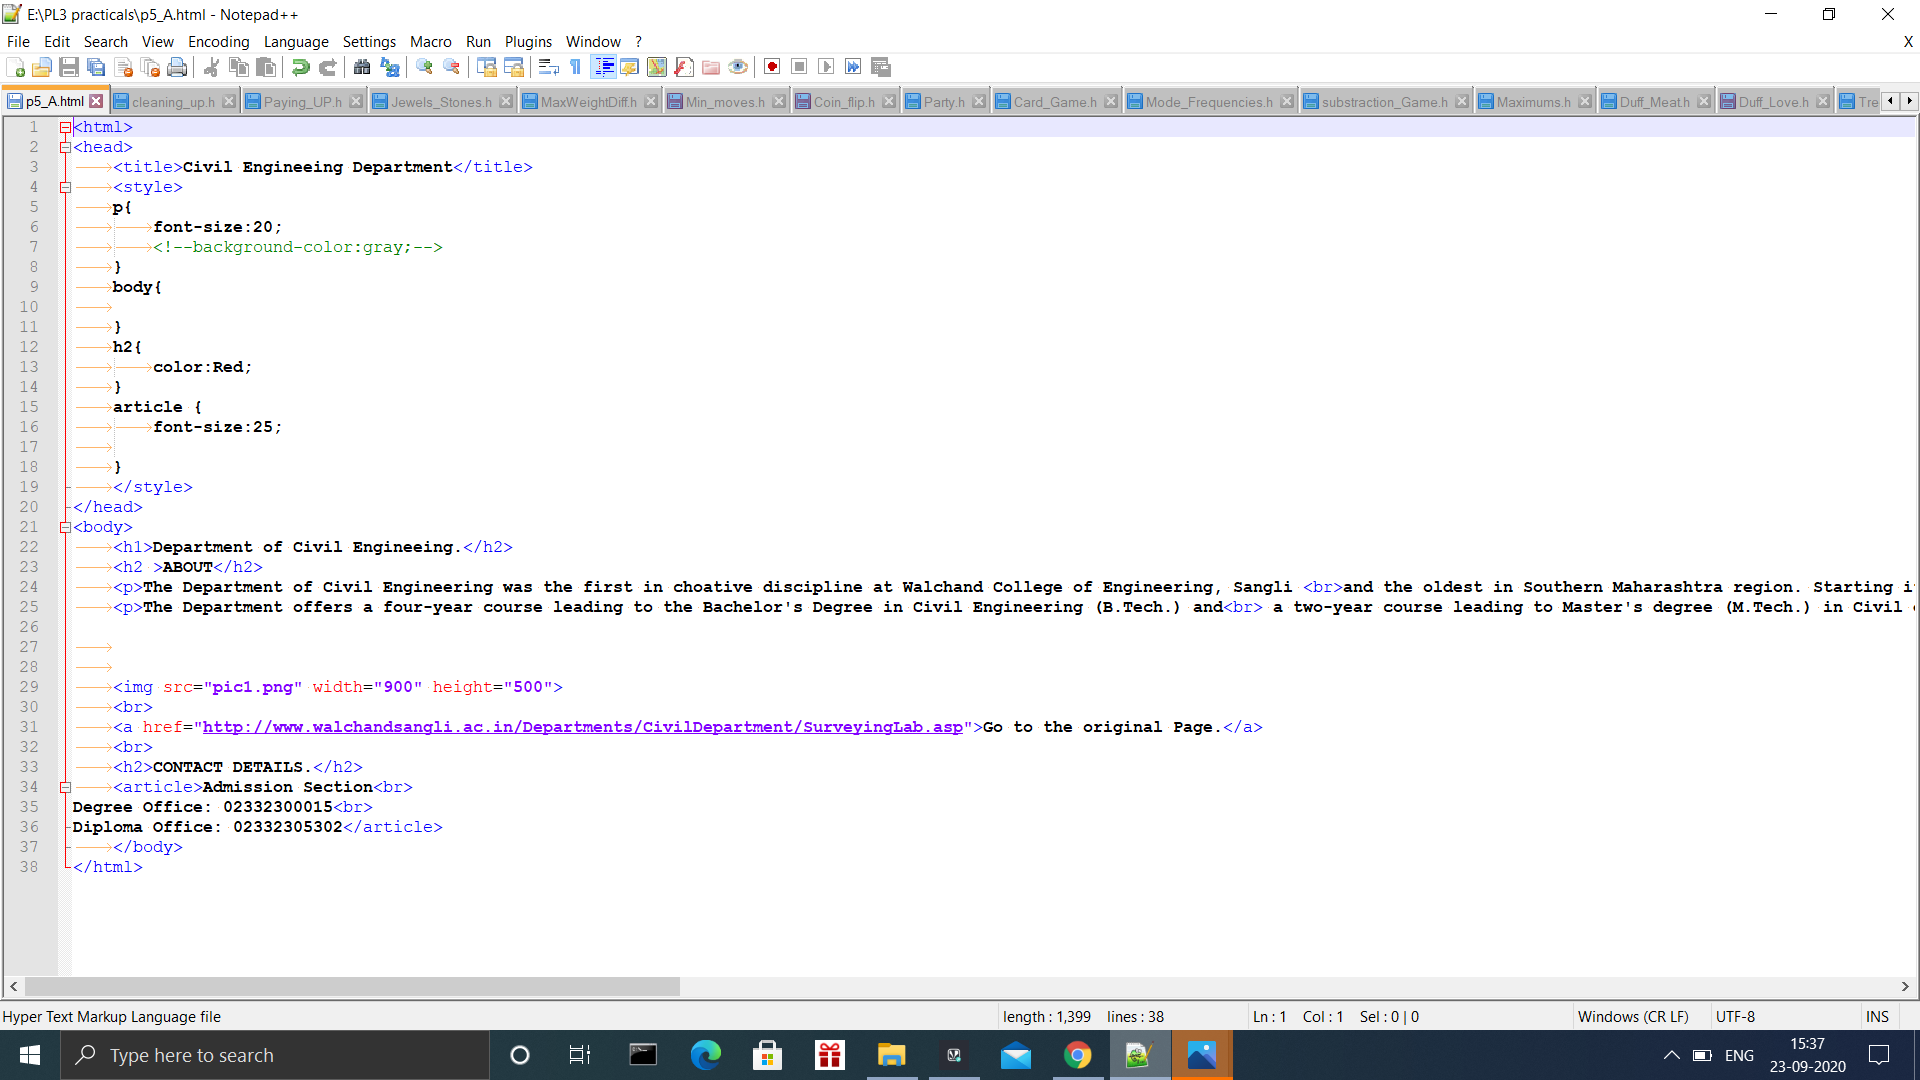 E:\PL3 practicals\p5_A.html - Notepad++
File Edit Search View Encoding Language Settings Macro Run Plugins Window ? X
p5_A.html cleaning_up.h Paying_UP.h Jewels_Stones.h MaxWeightDiff.h Min_moves.h Coin_flip.h Party.h Card_Game.h Mode_Frequencies.h substraction_Game.h Maximums.h Duff_Meat.h Duff_Love.h Tre
1 <html>
2 <head>
3 <title>Civil Engineeing Department</title>
4 <style>
5 p{
6 font-size:20;
7 <!--background-color:gray;-->
8 }
9 body{
10
11 }
12 h2{
13 color:Red;
14 }
15 article {
16 font-size:25;
17
18 }
19 </style>
20 </head>
21 <body>
22 <h1>Department of Civil Engineeing.</h2>
23 <h2 >ABOUT</h2>
24 <p>The Department of Civil Engineering was the first in choative discipline at Walchand College of Engineering, Sangli <br>and the oldest in Southern Maharashtra region. Starting i
25 <p>The Department offers a four-year course leading to the Bachelor's Degree in Civil Engineering (B.Tech.) and<br> a two-year course leading to Master's degree (M.Tech.) in Civil
26
27
28
29 <img src="pic1.png" width="900" height="500">
30 <br>
31 <a href="http://www.walchandsangli.ac.in/Departments/CivilDepartment/SurveyingLab.asp">Go to the original Page.</a>
32 <br>
33 <h2>CONTACT DETAILS.</h2>
34 <article>Admission Section<br>
35 Degree Office: 02332300015<br>
36 Diploma Office: 02332305302</article>
37 </body>
38 </html>
Hyper Text Markup Language file length : 1,399 lines : 38 Ln : 1 Col : 1 Sel : 0 | 0 Windows (CR LF) UTF-8 INS
Type here to search ENG 15:37
23-09-2020